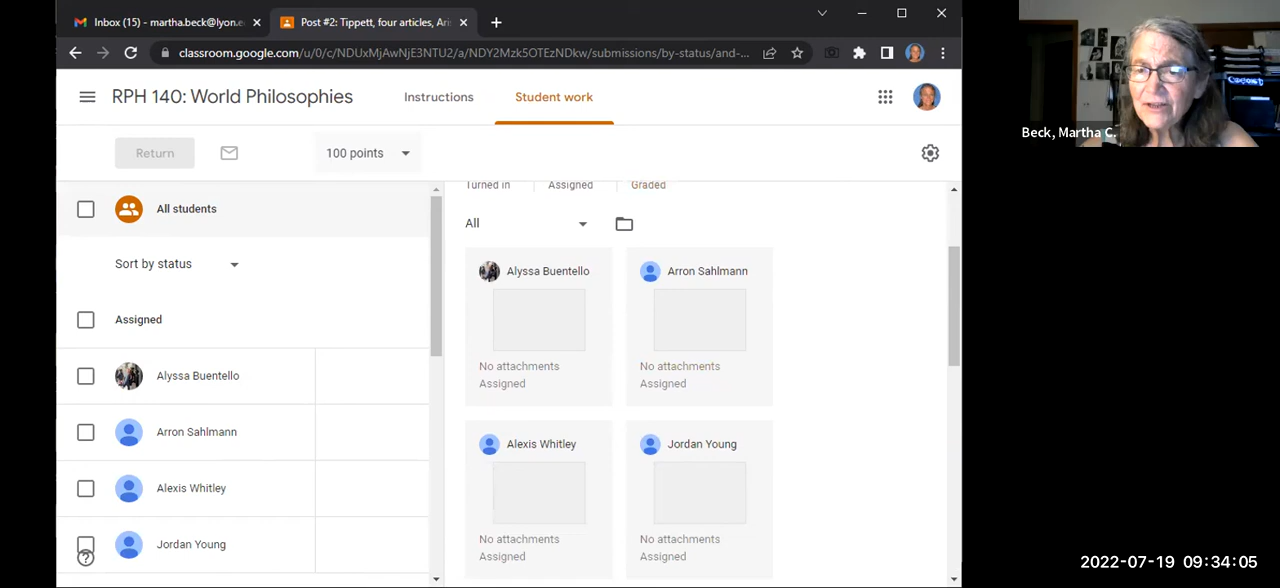 Inbox (15) - martha.beck@lyon.e
Post #2: Tippett, four articles, Ari
classroom.google.com/u/0/c/NDUxMjAwNjE3NTU2/a/NDY2Mzk5OTEzNDkw/submissions/by-status/and-...
RPH 140: World Philosophies
Instructions
Student work
Return
100 points
All students
Sort by status
Assigned
Alyssa Buentello
Arron Sahlmann
Alexis Whitley
Jordan Young
Turned in
Assigned
Graded
All
Alyssa Buentello
No attachments
Assigned
Arron Sahlmann
No attachments
Assigned
Alexis Whitley
No attachments
Assigned
Jordan Young
No attachments
Assigned
Beck, Martha C.
2022-07-19 09:34:05